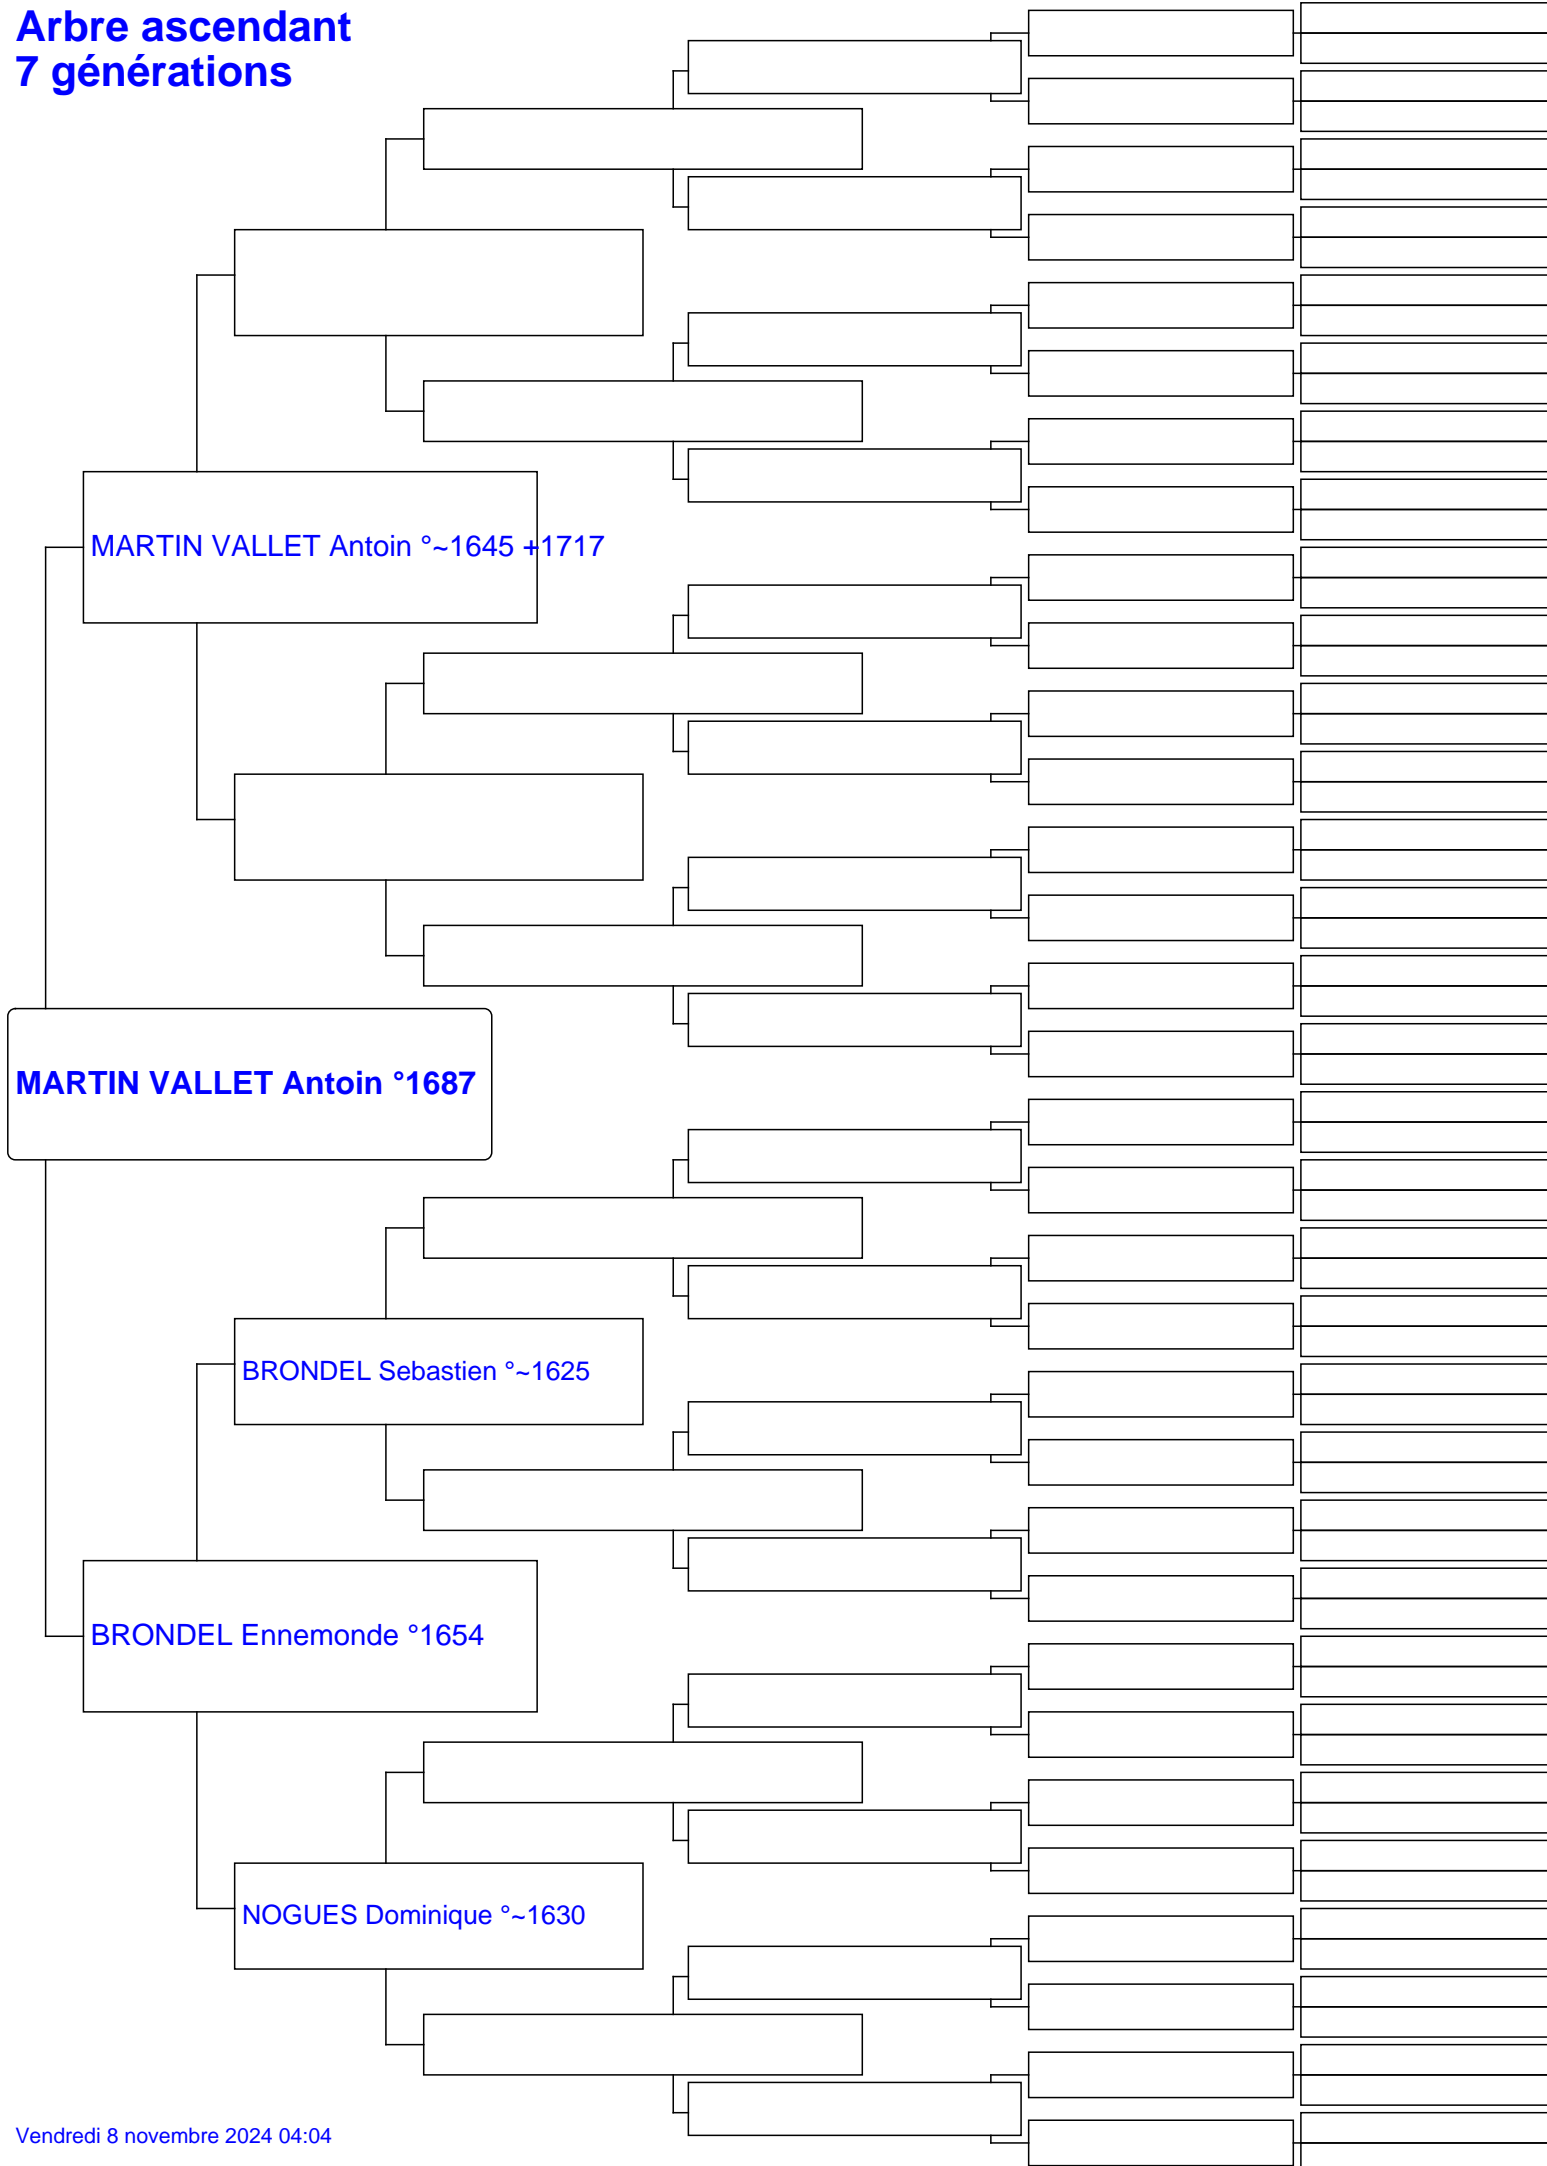 Arbre ascendant
7 générations
MARTIN VALLET Antoin °~1645 +1717
MARTIN VALLET Antoin °1687
BRONDEL Sebastien °~1625
BRONDEL Ennemonde °1654
NOGUES Dominique °~1630
Vendredi 8 novembre 2024 04:04